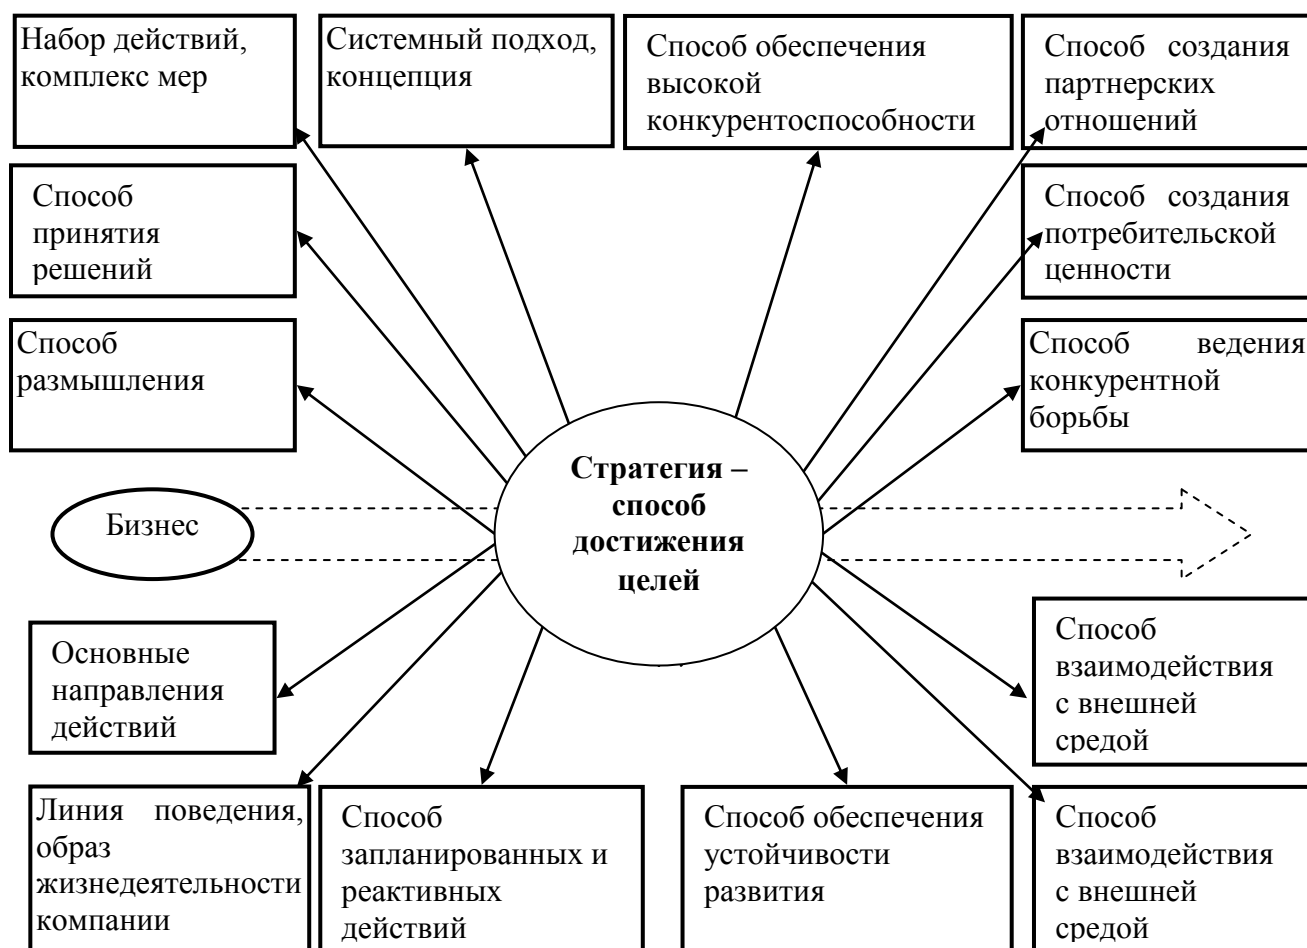 Набор действий,
комплекс мер
Системный подход,
концепция
Способ обеспечения
высокой
конкурентоспособности
Способ создания
партнерских
отношений
Способ
принятия
решений
Способ создания
потребительской
ценности
Способ
размышления
Способ ведения
конкурентной
борьбы
Стратегия –
способ
достижения
целей
Бизнес
Основные
направления
действий
Способ
взаимодействия
с внешней
средой
Линия поведения,
образ
жизнедеятельности
компании
Способ
запланированных и
реактивных
действий
Способ обеспечения
устойчивости
развития
Способ
взаимодействия
с внешней
средой